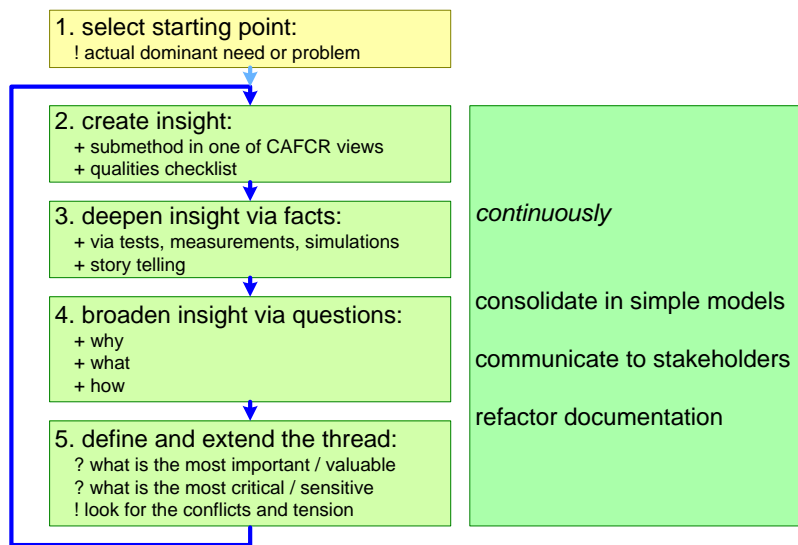 1. select starting point:
! actual dominant need or problem
2. create insight:
+ submethod in one of CAFCR views
+ qualities checklist
3. deepen insight via facts:
+ via tests, measurements, simulations
+ story telling
4. broaden insight via questions:
+ why
+ what
+ how
5. define and extend the thread:
? what is the most important / valuable
? what is the most critical / sensitive
! look for the conflicts and tension
continuously
consolidate in simple models
communicate to stakeholders
refactor documentation